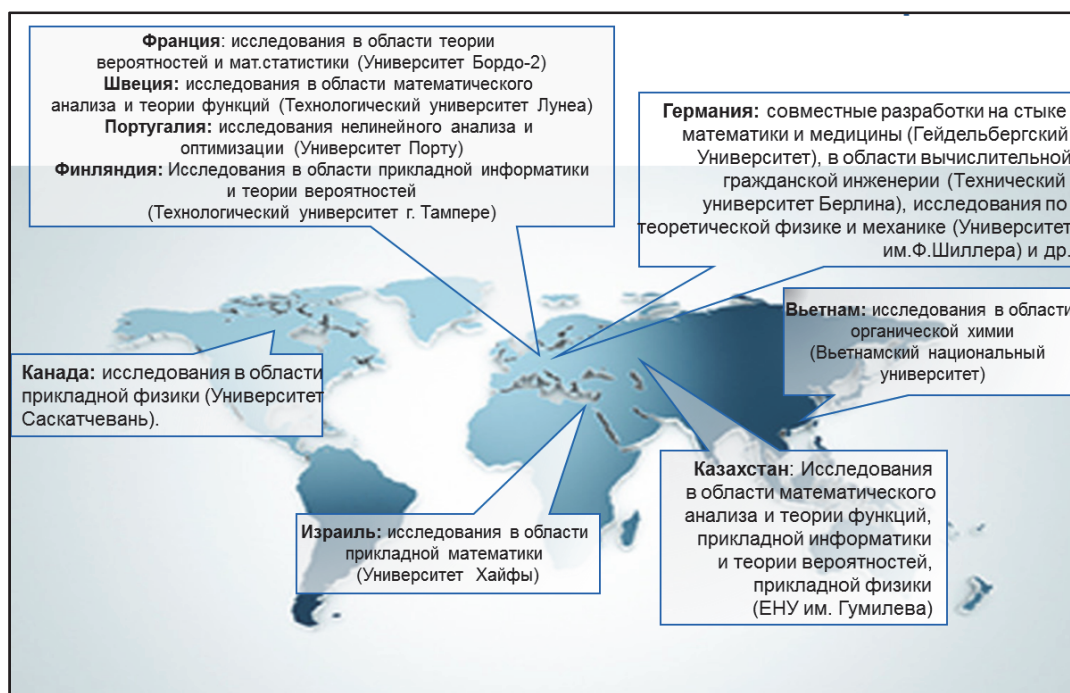 Франция: исследования в области теории
вероятностей и мат.статистики (Университет Бордо-2)
Швеция: исследования в области математического
анализа и теории функций (Технологический университет Лунеа)
Португалия: исследования нелинейного анализа и
оптимизации (Университет Порту)
Финляндия: Исследования в области прикладной информатики
и теории вероятностей
(Технологический университет г. Тампере)
Германия: совместные разработки на стыке
математики и медицины (Гейдельбергский
Университет), в области вычислительной
гражданской инженерии (Технический
университет Берлина), исследования по
теоретической физике и механике (Университет
им.Ф.Шиллера) и др.
Вьетнам: исследования в области
органической химии
(Вьетнамский национальный
университет)
Канада: исследования в области
прикладной физики (Университет
Саскатчевань).
Израиль: исследования в области
прикладной математики
(Университет Хайфы)
Казахстан: Исследования
в области математического
анализа и теории функций,
прикладной информатики
и теории вероятностей,
прикладной физики
(ЕНУ им. Гумилева)